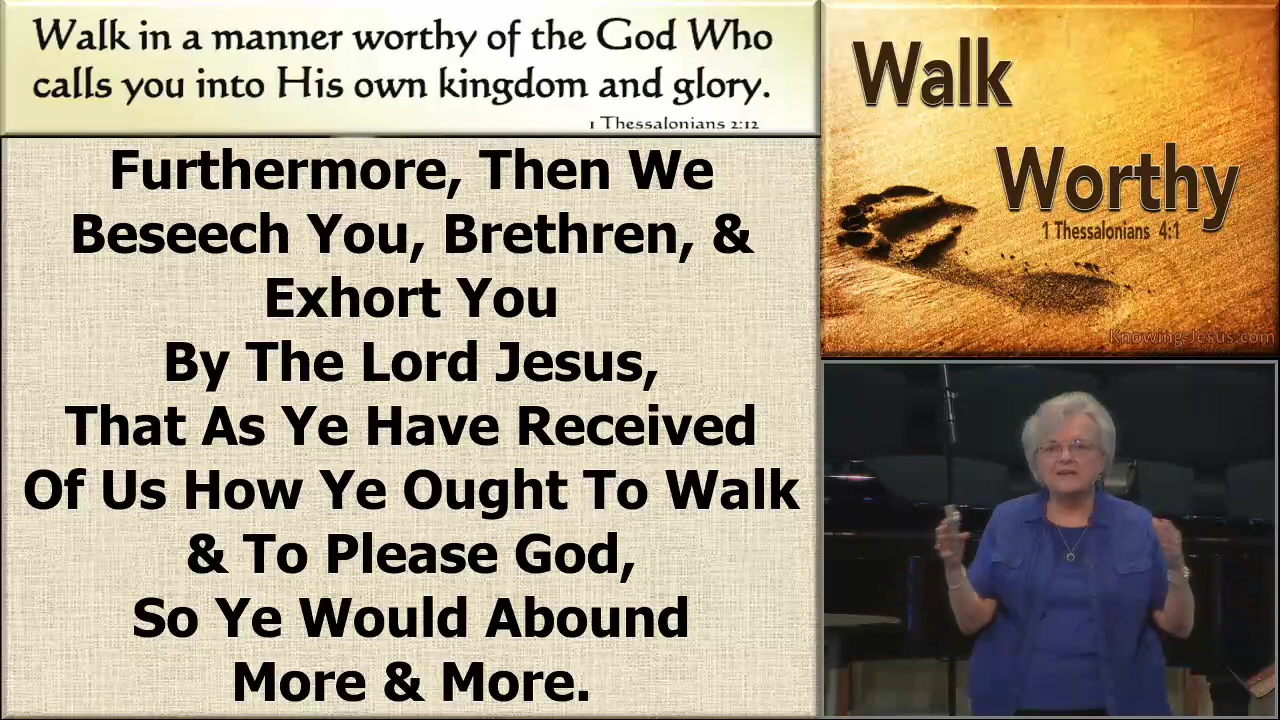 Walk in a manner worthy of the God Who
calls you into His own kingdom and glory.
1 Thessalonians 2:12
Furthermore, Then We
Beseech You, Brethren, &
Exhort You
By The Lord Jesus,
That As Ye Have Received
Of Us How Ye Ought To Walk
& To Please God,
So Ye Would Abound
More & More.
Walk
Worthy
1 Thessalonians 4:1
Knowing-Jesus.com